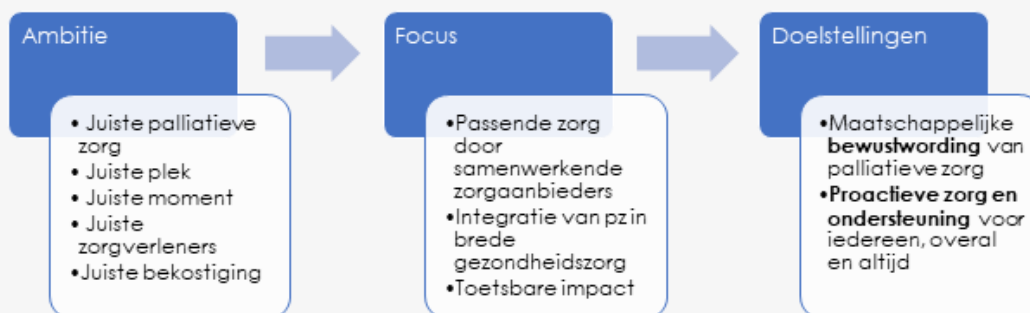 Ambitie
• Juiste palliatieve
zorg
• Juiste plek
• Juiste moment
• Juiste
zorgverleners
•Juiste bekostiging
Focus
•Passende zorg
door
samenwerkende
zorgaanbieders
•Integratie van pz in
brede
gezondheidszorg
•Toetsbare impact
Doelstellingen
•Maatschappelijke
bewustwording van
palliatieve zorg
•Proactieve zorg en
ondersteuning voor
iedereen, overal
en altijd